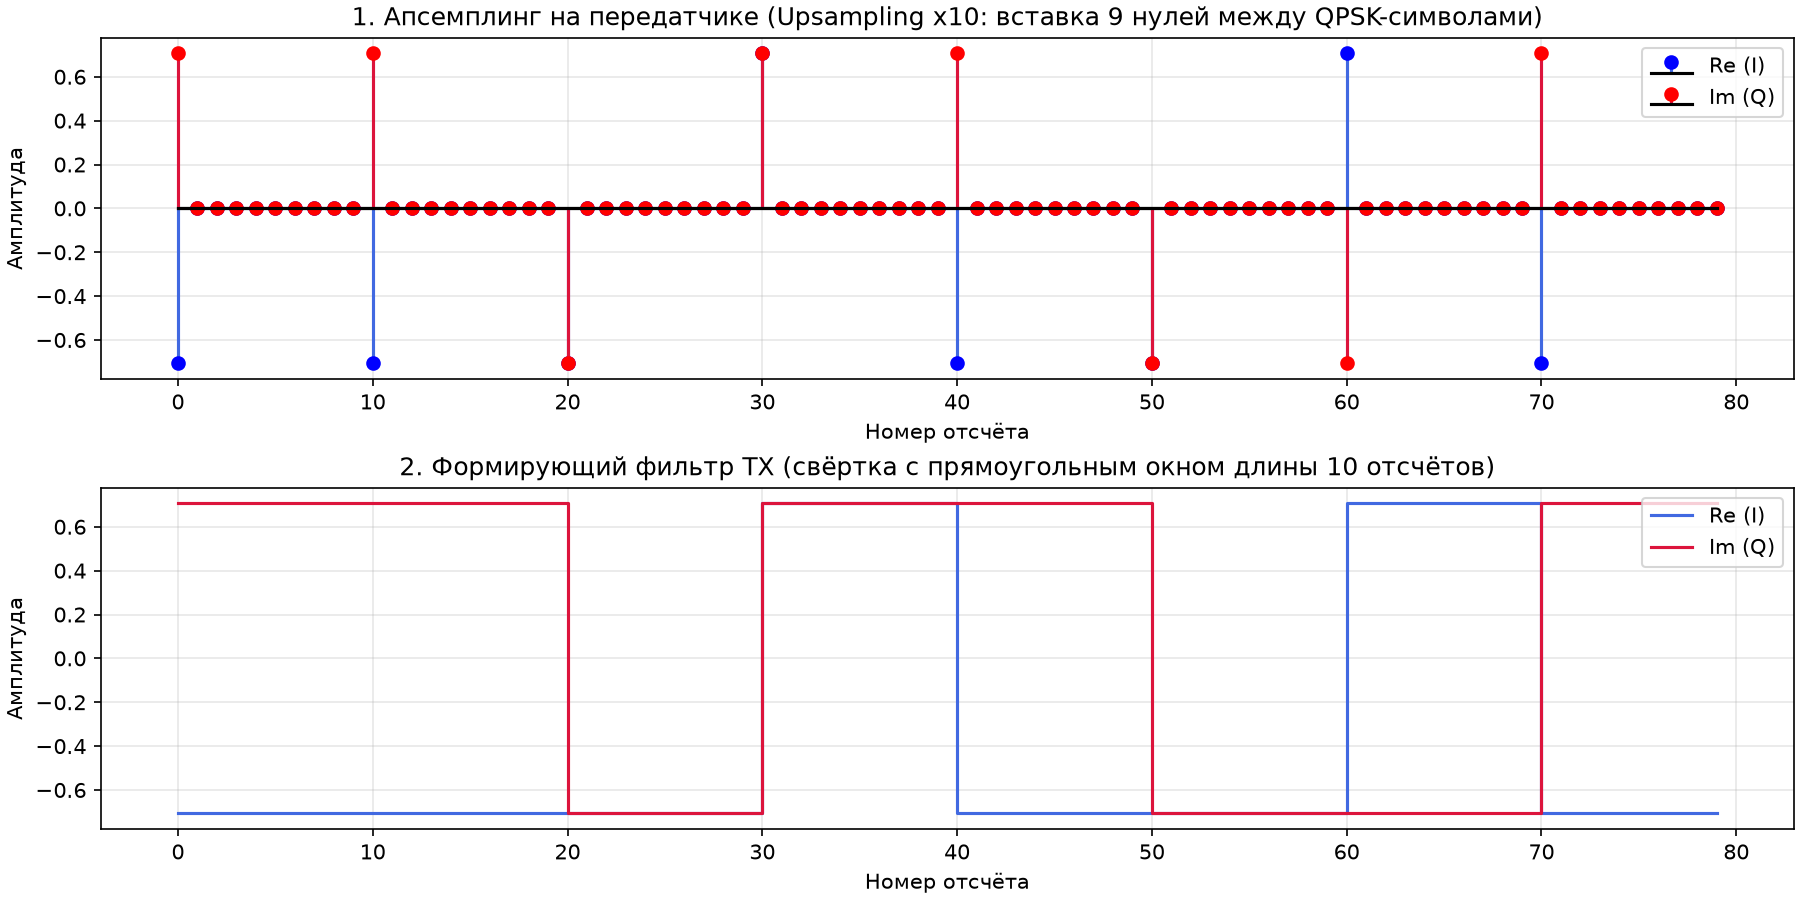 1. Апсемплинг на передатчике (Upsampling x10: вставка 9 нулей между QPSK-символами)
Амплитуда
0.6
0.4
0.2
0.0
−0.2
−0.4
−0.6
Re (I)
Im (Q)
0 10 20 30 40 50 60 70 80
Номер отсчёта
2. Формирующий фильтр TX (свёртка с прямоугольным окном длины 10 отсчётов)
Амплитуда
0.6
0.4
0.2
0.0
−0.2
−0.4
−0.6
Re (I)
Im (Q)
0 10 20 30 40 50 60 70 80
Номер отсчёта